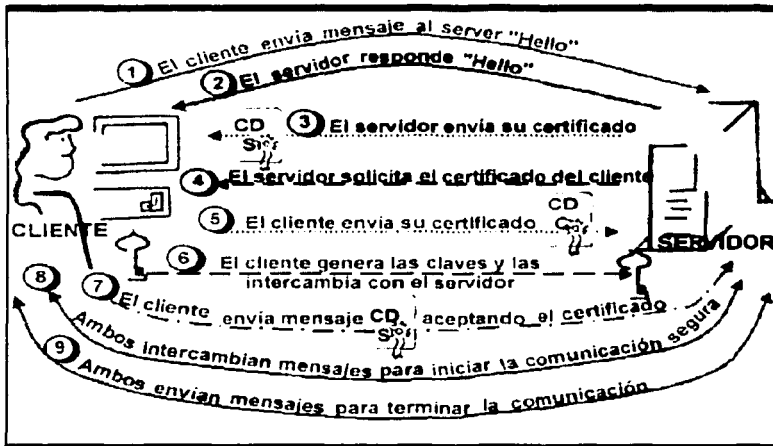 1 El cliente envía mensaje al server "Hello"
2 El servidor responde "Hello"
CD
S
3 El servidor envía su certificado
4 El servidor solicita el certificado del cliente
CD
C
5 El cliente envia su certificado
CLIENTE
SERVIDOR
6 El cliente genera las claves y las
intercambia con el servidor
7 El cliente envía mensaje CD aceptando el certificado
S
8 Ambos intercambian mensajes para iniciar la comunicación segura
9 Ambos envian mensajes para terminar la comunicación